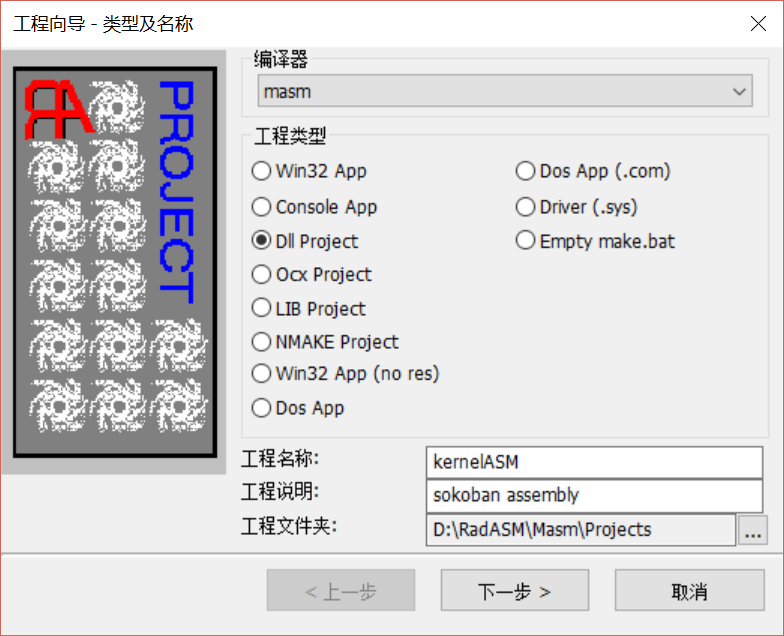 工程向导 - 类型及名称
RA
PROJECT
编译器
masm
工程类型
Win32 App
Console App
Dll Project
Ocx Project
LIB Project
NMAKE Project
Win32 App (no res)
Dos App
Dos App (.com)
Driver (.sys)
Empty make.bat
工程名称:
kernelASM
工程说明:
sokoban assembly
工程文件夹:
D:\RadASM\Masm\Projects
...
< 上一步
下一步 >
取消